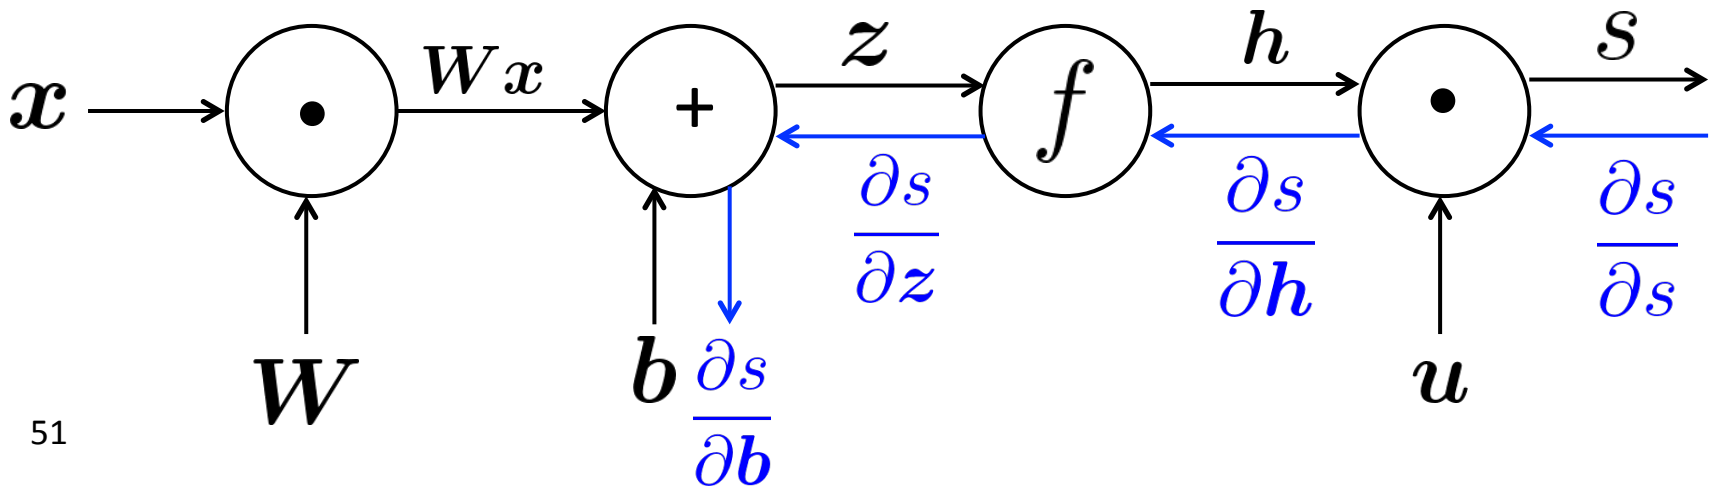 x
•
Wx
+
z
f
h
•
s
W
b
u
∂s
∂b
∂s
∂z
∂s
∂h
∂s
∂s
51